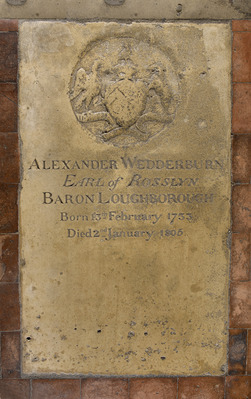 ALEXANDER WEDDERBURN
EARL of ROSSLYN
BARON LOUGHBOROUGH
Born 13th February 1733
Died 2nd January 1805